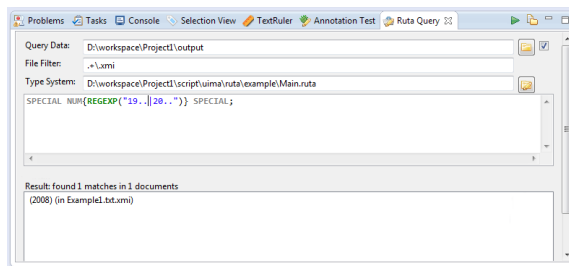 Problems Tasks Console Selection View TextRuler Annotation Test Ruta Query
Query Data: D:\workspace\Project1\output
File Filter: .+\.xmi
Type System: D:\workspace\Project1\script\uima\ruta\example\Main.ruta
SPECIAL NUM{REGEXP("19..|20..")} SPECIAL;
Result: found 1 matches in 1 documents
(2008) (in Example1.txt.xmi)